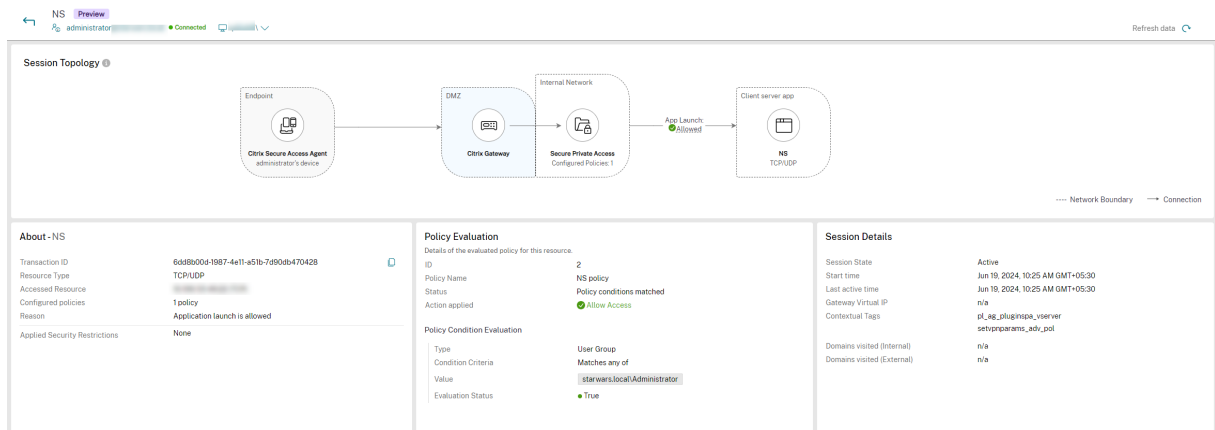 NS Preview
administrator Connected
Refresh data
Session Topology
Endpoint
Citrix Secure Access Agent
administrator's device
DMZ
Citrix Gateway
Internal Network
Secure Private Access
Configured Policies: 1
App Launch:
Allowed
Client server app
NS
TCP/UDP
Network Boundary Connection
About - NS
Transaction ID 6dd8b00d-1987-4e11-a51b-7d90db470428
Resource Type TCP/UDP
Accessed Resource
Configured policies 1 policy
Reason Application launch is allowed
Applied Security Restrictions None
Policy Evaluation
Details of the evaluated policy for this resource.
ID 2
Policy Name NS policy
Status Policy conditions matched
Action applied Allow Access
Policy Condition Evaluation
Type User Group
Condition Criteria Matches any of
Value starwars.local\Administrator
Evaluation Status True
Session Details
Session State Active
Start time Jun 19, 2024, 10:25 AM GMT+05:30
Last active time Jun 19, 2024, 10:25 AM GMT+05:30
Gateway Virtual IP n/a
Contextual Tags pl_ag_pluginspa_vserver
setvpnparams_adv_pol
Domains visited (Internal) n/a
Domains visited (External) n/a